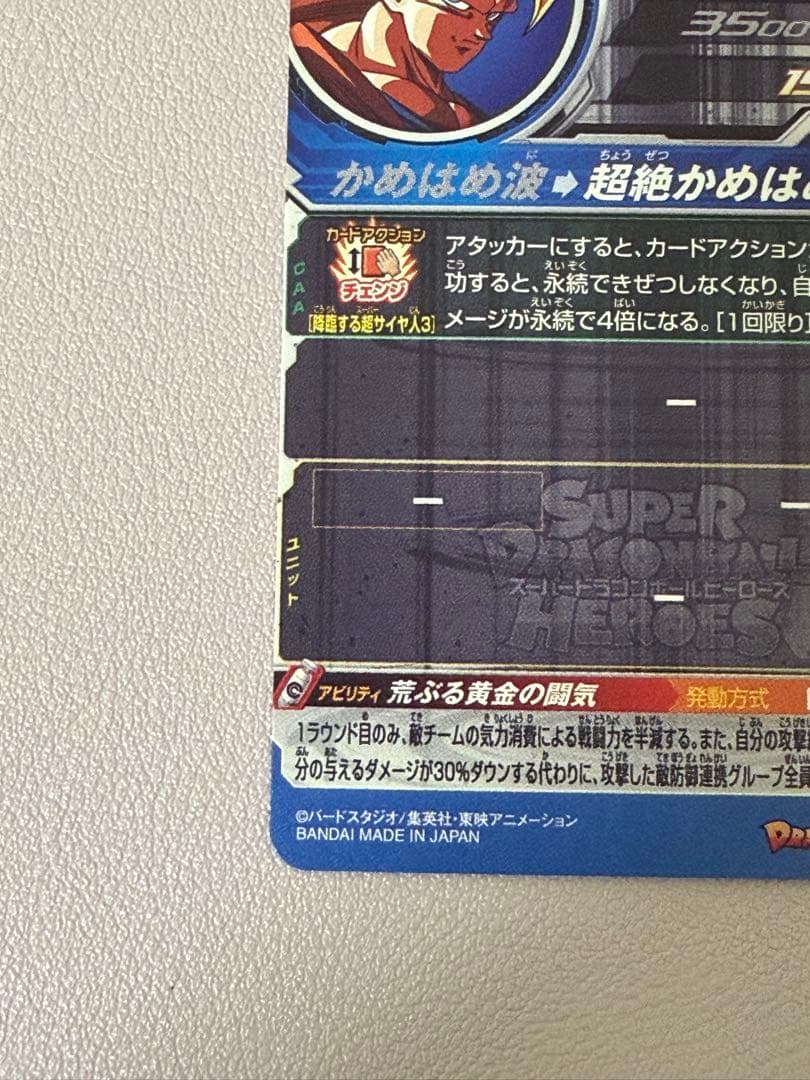 3500
かめはめ波➡超絶かめはめ
CAA
カードアクション
チェンジ
[降臨する超サイヤ人3]
アタッカーにすると、カードアクション
功すると、永続できぜつしなくなり、自
メージが永続で4倍になる。[1回限り]
ー
ー
SUPER
DRAGON BALL
スーパードラゴンボールヒーローズ
HEROES
ー
ユニット
アビリティ 荒ぶる黄金の闘気 発動方式
1ラウンド目のみ、敵チームの気力消費による戦闘力を半減する。また、自分の攻撃
分の与えるダメージが30%ダウンする代わりに、攻撃した敵防御連携グループ全員
©バードスタジオ/集英社・東映アニメーション
BANDAI MADE IN JAPAN